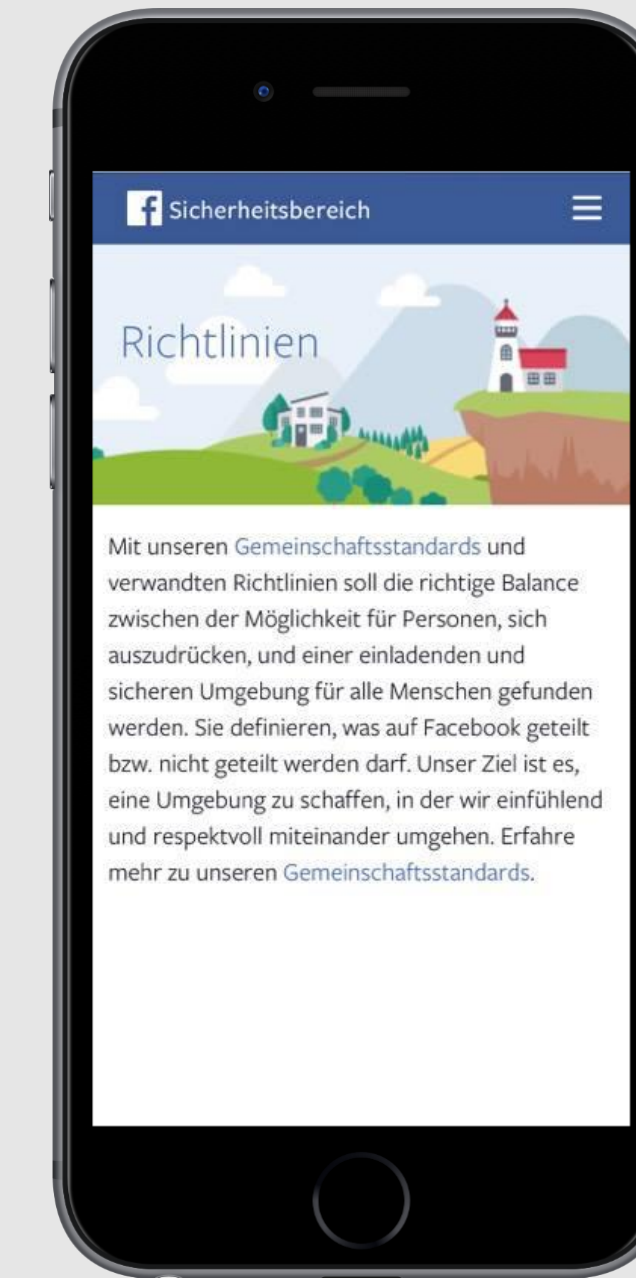 Sicherheitsbereich
Richtlinien
Mit unseren Gemeinschaftsstandards und
verwandten Richtlinien soll die richtige Balance
zwischen der Möglichkeit für Personen, sich
auszudrücken, und einer einladenden und
sicheren Umgebung für alle Menschen gefunden
werden. Sie definieren, was auf Facebook geteilt
bzw. nicht geteilt werden darf. Unser Ziel ist es,
eine Umgebung zu schaffen, in der wir einfühlend
und respektvoll miteinander umgehen. Erfahre
mehr zu unseren Gemeinschaftsstandards.